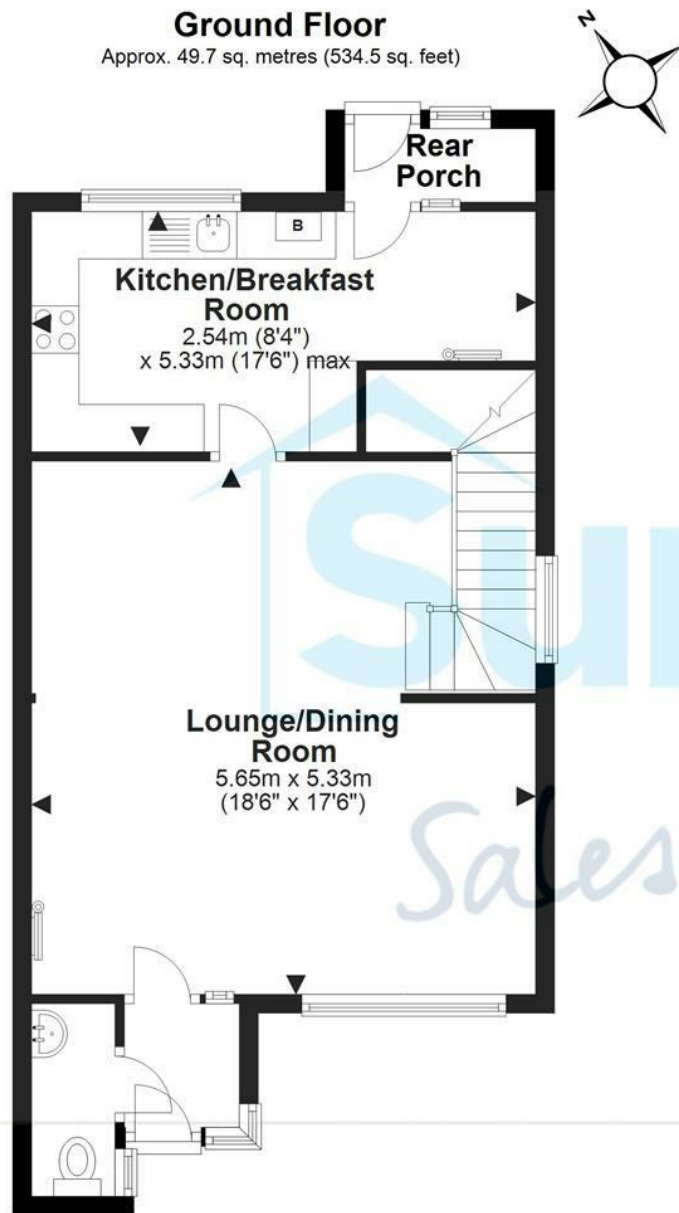 Ground Floor
Approx. 49.7 sq. metres (534.5 sq. feet)
N
Rear
Porch
B
Kitchen/Breakfast
Room
2.54m (8'4")
x 5.33m (17'6") max
Sur
Lounge/Dining
Room
5.65m x 5.33m
(18'6" x 17'6")
Sales